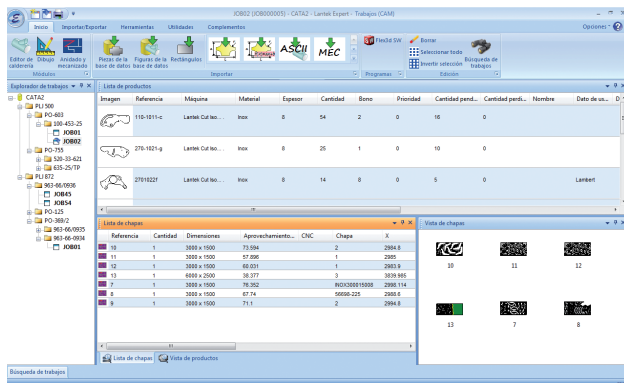 JOB02 (JOB0000005) - CATA2 - Lantek Expert - Trabajos (CAM)
Inicio Importar/Exportar Herramientas Utilidades Complementos Opciones
Editor de calderería Dibujo Anidado y mecanizado
Módulos
Piezas de la base de datos Figuras de la base de datos Rectángulos ASCII MEC
Importar
Flex3d SW
Programas
Borrar
Seleccionar todo
Invertir selección
Búsqueda de trabajos
Edición
Explorador de trabajos
CATA2
PLJ 500
PO-603
100-453-25
JOB01
JOB02
PO-755
520-33-621
635-25/TP
PLJ 872
963-66/0936
JOB45
JOB54
PO-125
PO-369/2
963-66/0935
963-66-0934
JOB01
Lista de productos
Imagen Referencia Máquina Material Espesor Cantidad Bono Prioridad Cantidad pend... Cantidad perdi... Nombre Dato de us... D
110-1011-c Lantek Cut Iso.... Inox 8 54 2 0 16 0
270-1021-g Lantek Cut Iso.... Inox 8 25 1 0 10 0
2701022f Lantek Cut Iso.... Inox 8 14 8 0 5 0 Lambert
Lista de chapas
Referencia Cantidad Dimensiones Aprovechamiento... CNC Chapa X
10 1 3000 x 1500 73.594 2 2984.8
11 1 3000 x 1500 57.896 1 2985
12 1 3000 x 1500 60.031 1 2983.9
13 1 6000 x 2500 38.377 3 3839.985
7 1 3000 x 1500 76.352 INOX300015008 2998.114
8 1 3000 x 1500 67.74 56698-225 2988.6
9 1 3000 x 1500 71.1 2 2994.8
Lista de chapas Vista de productos
Vista de chapas
10 11 12
13 7 8
Búsqueda de trabajos